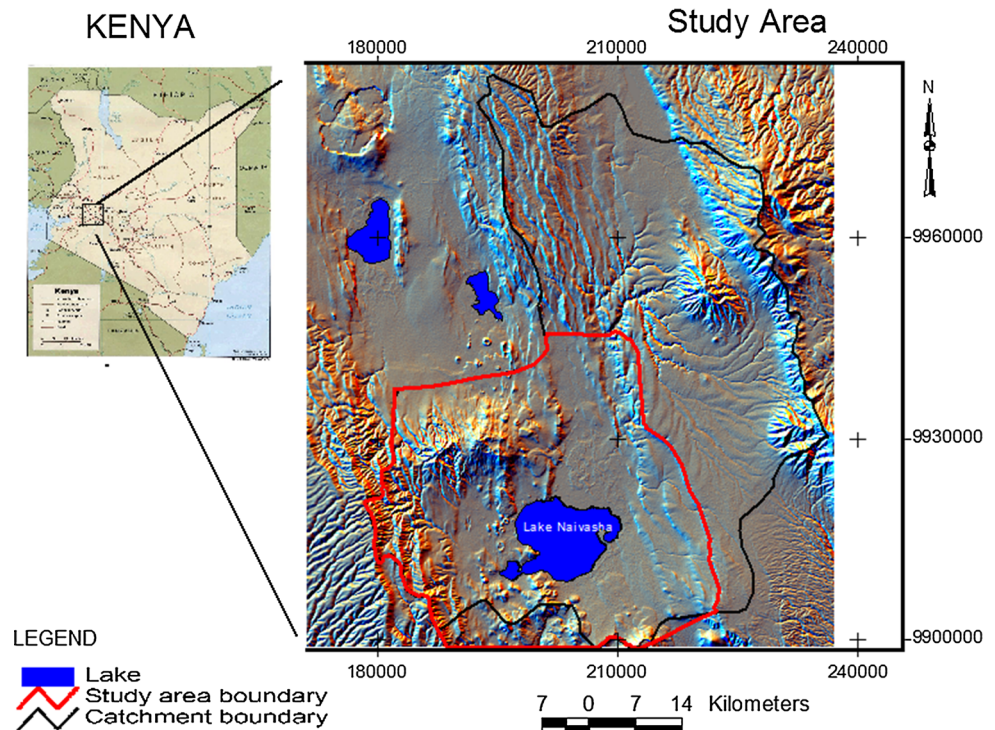 KENYA
Study Area
180000 210000 240000
N
9960000
9930000
9900000
Lake Naivasha
Kenya
180000 210000 240000
LEGEND
Lake
Study area boundary
Catchment boundary
7 0 7 14 Kilometers